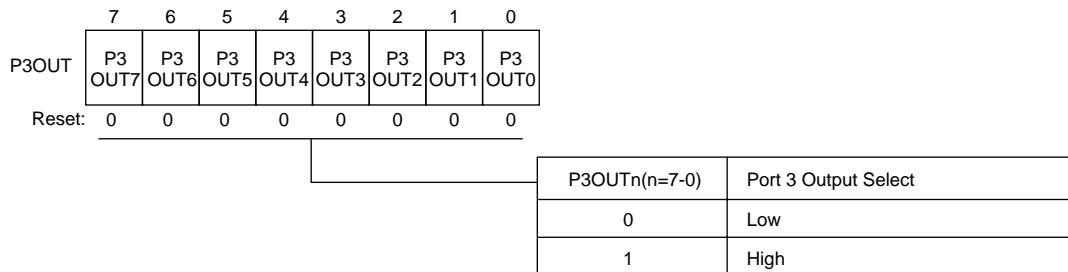 7 6 5 4 3 2 1 0
P3OUT P3 P3 P3 P3 P3 P3 P3 P3
OUT7 OUT6 OUT5 OUT4 OUT3 OUT2 OUT1 OUT0
Reset: 0 0 0 0 0 0 0 0
P3OUTn(n=7-0) Port 3 Output Select
0 Low
1 High